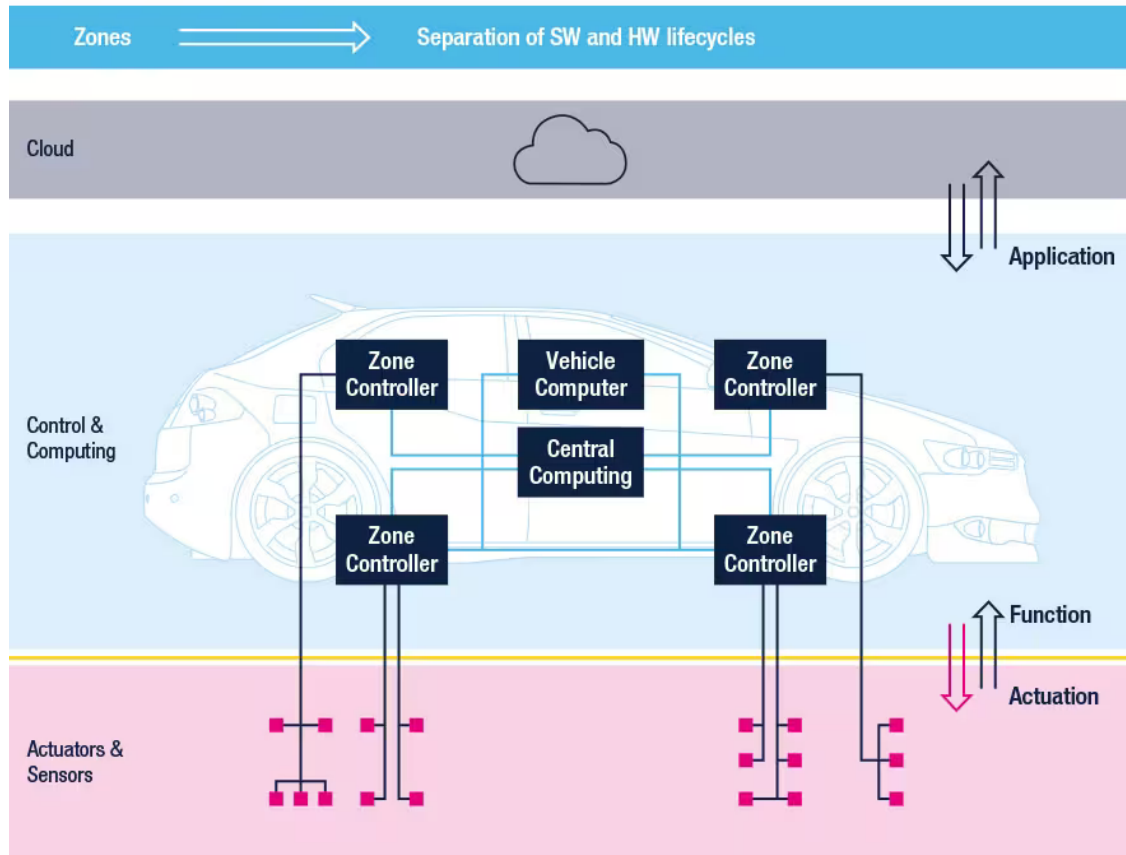 Zones
Separation of SW and HW lifecycles
Cloud
Application
Zone
Controller
Vehicle
Computer
Zone
Controller
Control &
Computing
Central
Computing
Zone
Controller
Zone
Controller
Function
Actuation
Actuators &
Sensors